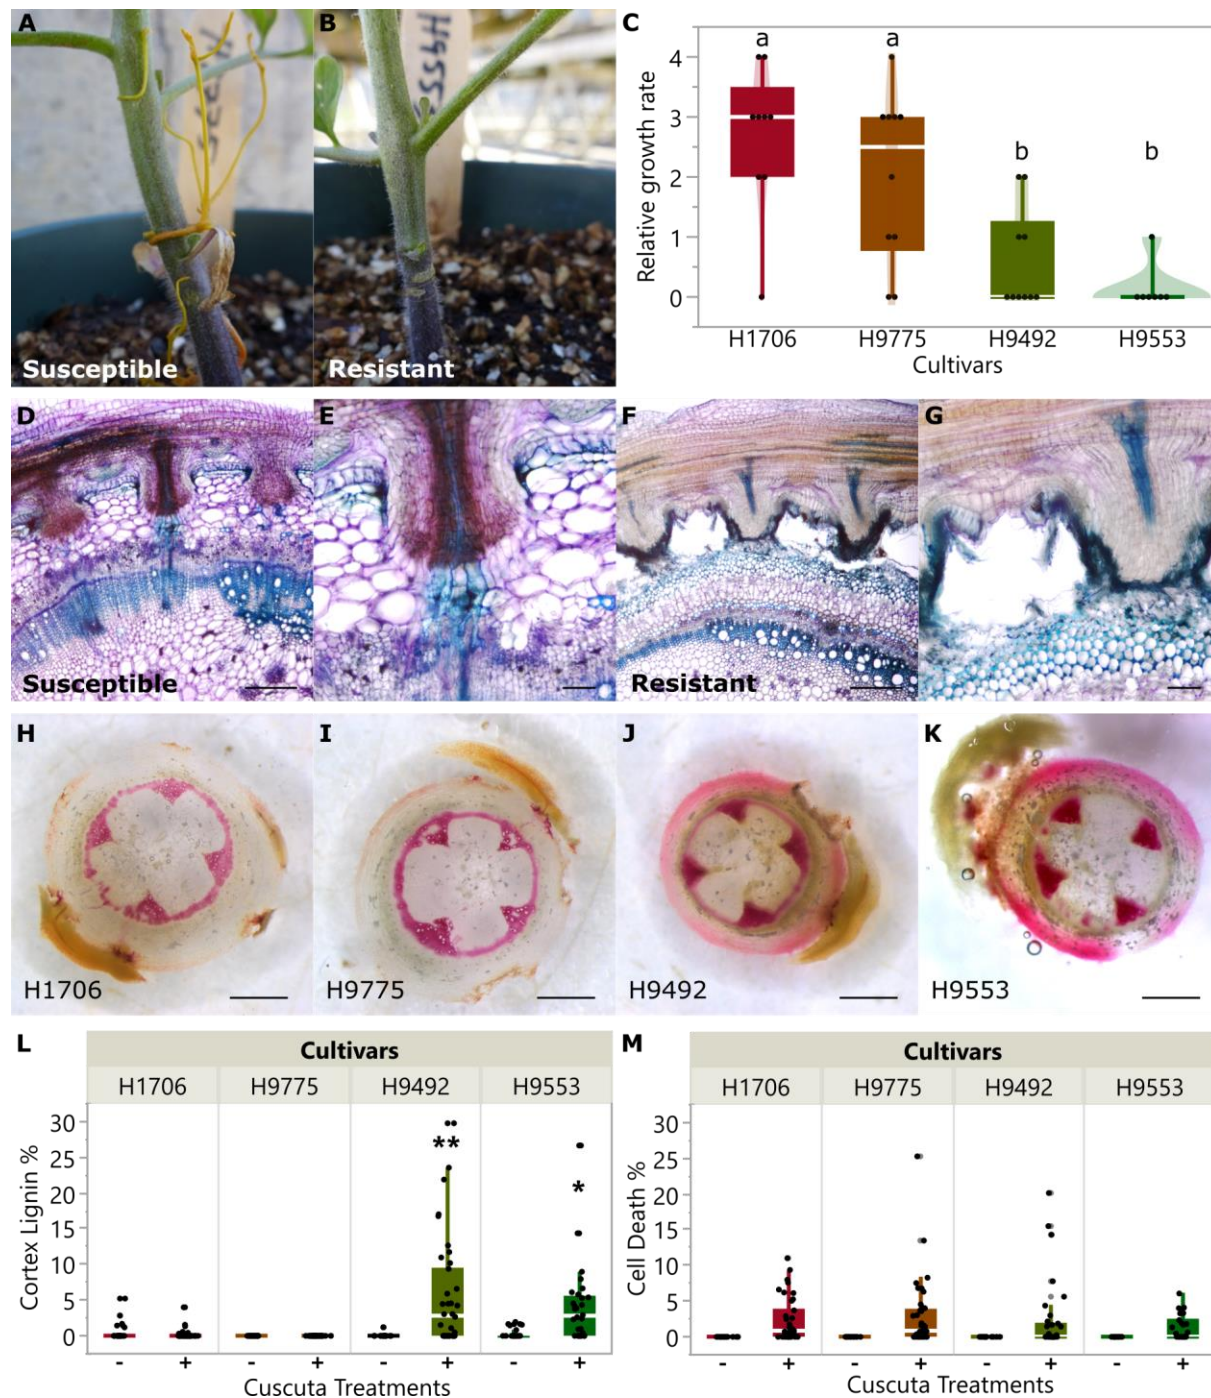 A
B
C
Susceptible
Resistant
Relative growth rate
4
3
2
1
0
a
a
b
b
H1706
H9775
H9492
H9553
Cultivars
D
E
F
G
Susceptible
Resistant
H
I
J
K
H1706
H9775
H9492
H9553
L
Cultivars
H1706
H9775
H9492
H9553
Cortex Lignin %
30
25
20
15
10
5
0
**
*
- + - + - + - +
Cuscuta Treatments
M
Cultivars
H1706
H9775
H9492
H9553
Cell Death %
30
25
20
15
10
5
0
- + - + - + - +
Cuscuta Treatments